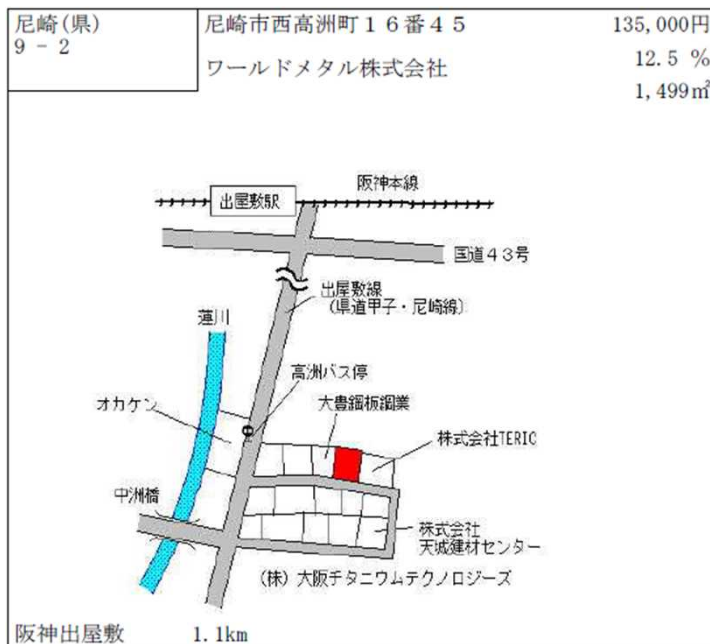 尼崎(県)
9 - 2
尼崎市西高洲町１６番４５
ワールドメタル株式会社
135,000円
12.5 %
1,499㎡
阪神本線
出屋敷駅
国道４３号
出屋敷線
(県道甲子・尼崎線)
蓬川
高洲バス停
オカケン
大豊鋼板鋼業
株式会社TERIC
中洲橋
株式会社
天城建材センター
(株) 大阪チタニウムテクノロジーズ
阪神出屋敷 1.1km